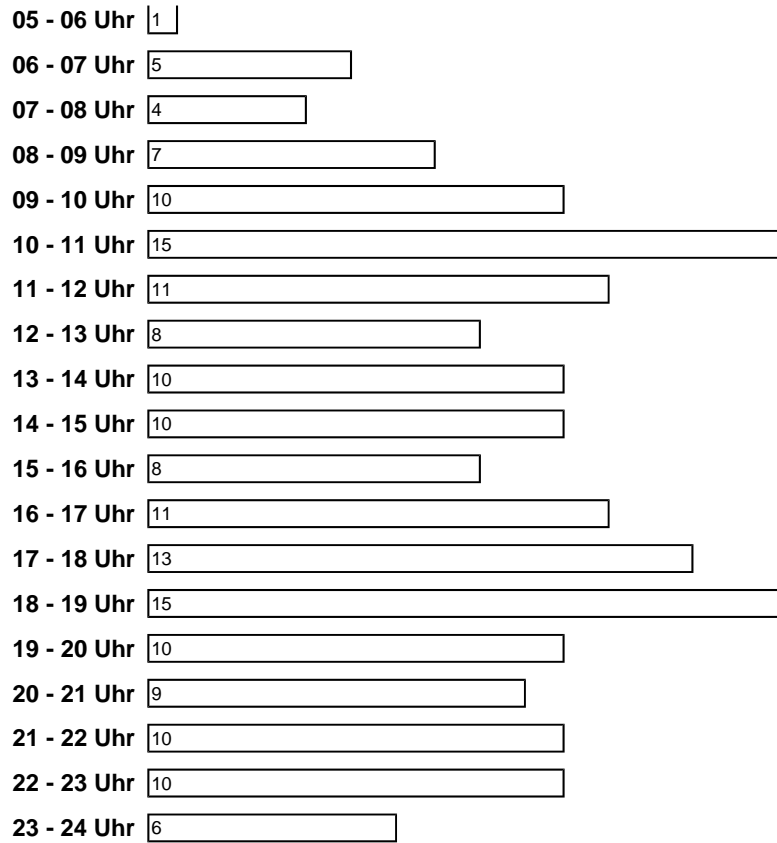 05 - 06 Uhr 1
06 - 07 Uhr 5
07 - 08 Uhr 4
08 - 09 Uhr 7
09 - 10 Uhr 10
10 - 11 Uhr 15
11 - 12 Uhr 11
12 - 13 Uhr 8
13 - 14 Uhr 10
14 - 15 Uhr 10
15 - 16 Uhr 8
16 - 17 Uhr 11
17 - 18 Uhr 13
18 - 19 Uhr 15
19 - 20 Uhr 10
20 - 21 Uhr 9
21 - 22 Uhr 10
22 - 23 Uhr 10
23 - 24 Uhr 6